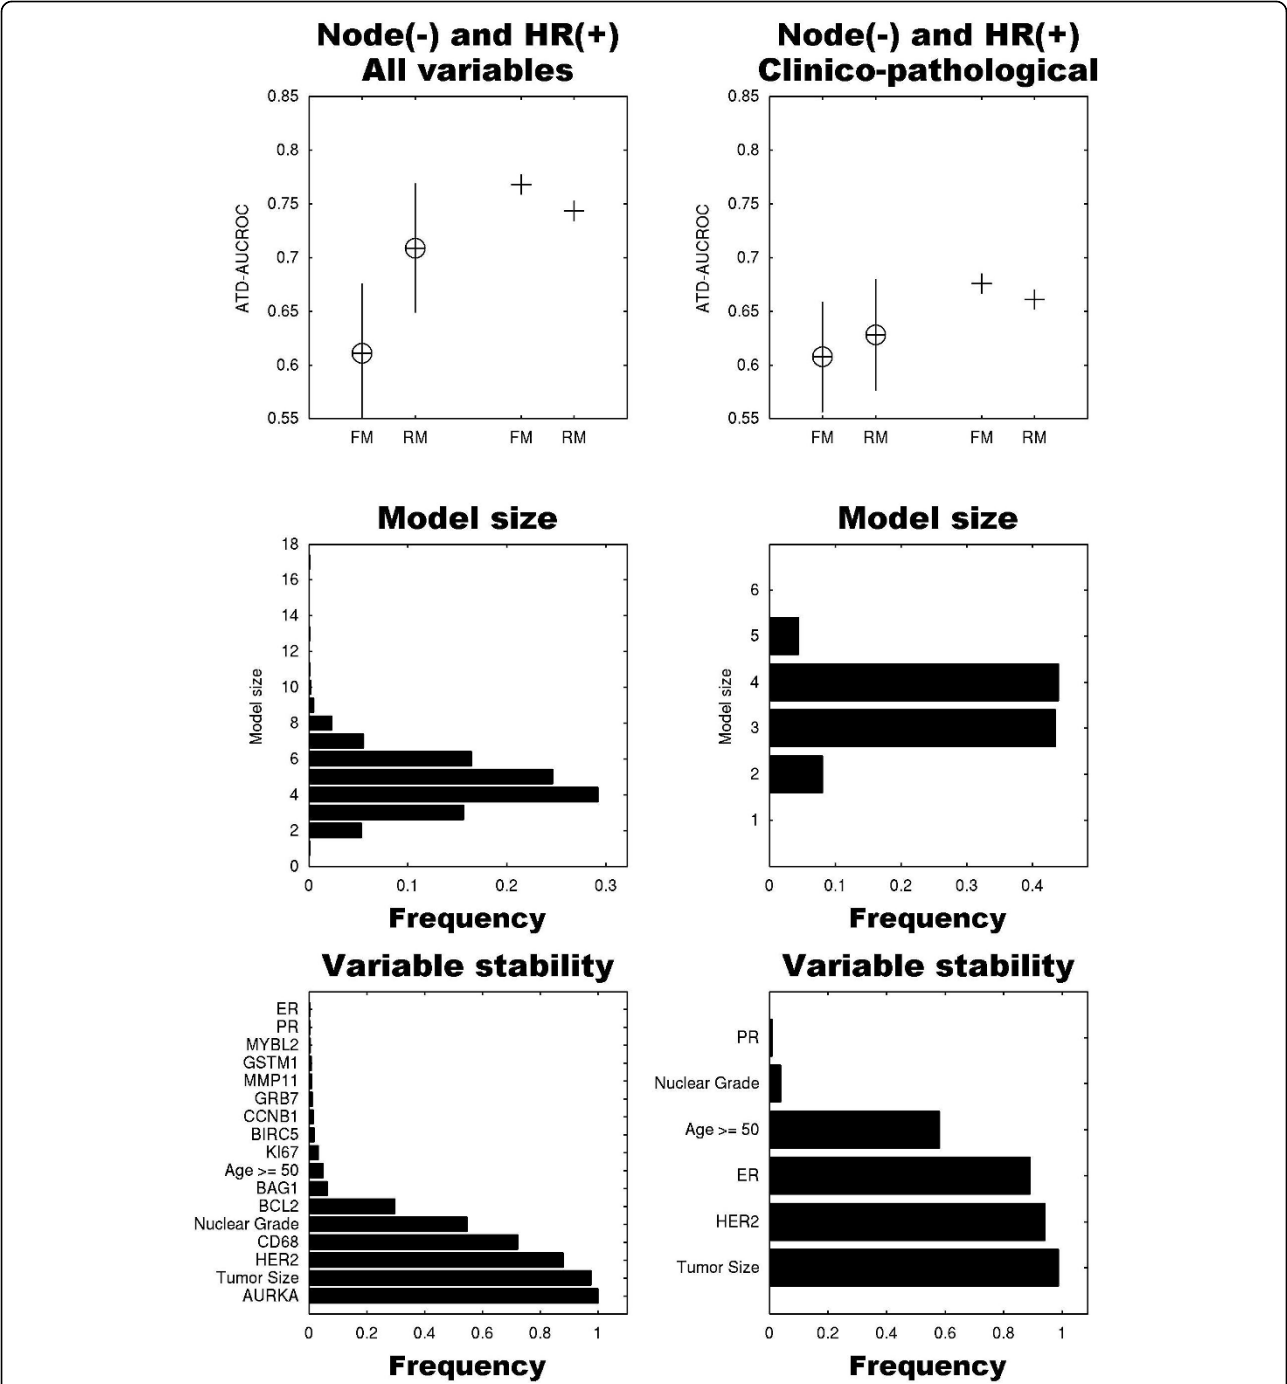 Node(-) and HR(+)
All variables
0.85
0.8
0.75
0.7
0.65
0.6
0.55
ATD-AUCROC
FM RM FM RM
Node(-) and HR(+)
Clinico-pathological
0.85
0.8
0.75
0.7
0.65
0.6
0.55
ATD-AUCROC
FM RM FM RM
Model size
18
16
14
12
10
8
6
4
2
0
Model size
0 0.1 0.2 0.3
Frequency
Model size
6
5
4
3
2
1
Model size
0 0.1 0.2 0.3 0.4
Frequency
Variable stability
ER
PR
MYBL2
GSTM1
MMP11
GRB7
CCNB1
BIRC5
KI67
Age >= 50
BAG1
BCL2
Nuclear Grade
CD68
HER2
Tumor Size
AURKA
0 0.2 0.4 0.6 0.8 1
Frequency
Variable stability
PR
Nuclear Grade
Age >= 50
ER
HER2
Tumor Size
0 0.2 0.4 0.6 0.8 1
Frequency